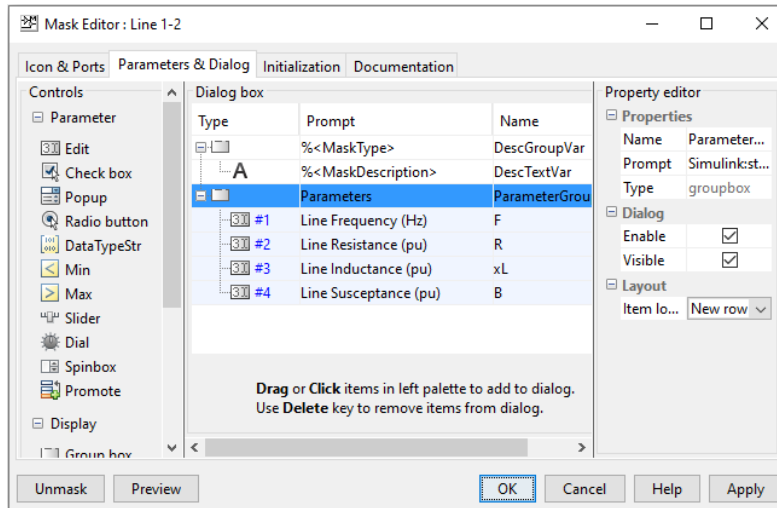 Mask Editor : Line 1-2
Icon & Ports Parameters & Dialog Initialization Documentation
Controls
Parameter
Edit
Check box
Popup
Radio button
DataTypeStr
Min
Max
Slider
Dial
Spinbox
Promote
Display
Group box
Dialog box
Type Prompt Name
%<MaskType> DescGroupVar
A %<MaskDescription> DescTextVar
Parameters ParameterGrou
#1 Line Frequency (Hz) F
#2 Line Resistance (pu) R
#3 Line Inductance (pu) xL
#4 Line Susceptance (pu) B
Drag or Click items in left palette to add to dialog.
Use Delete key to remove items from dialog.
Property editor
Properties
Name Parameter...
Prompt Simulink:st...
Type groupbox
Dialog
Enable
Visible
Layout
Item lo... New row
Unmask Preview OK Cancel Help Apply